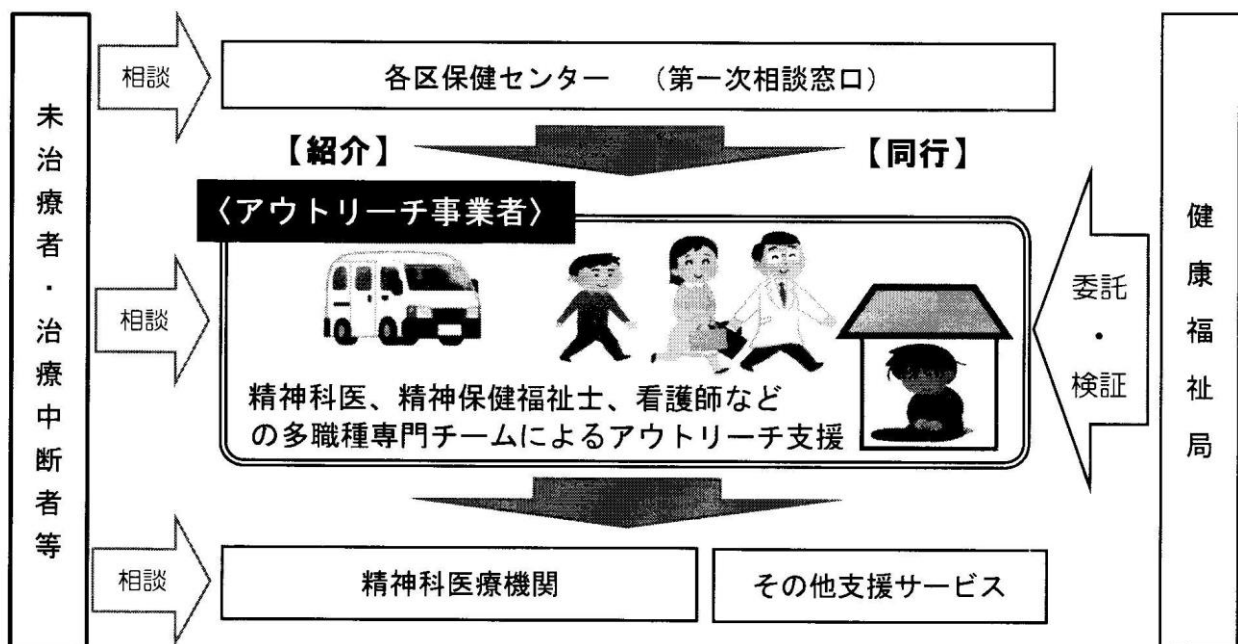 未治療者・治療中断者等
相談
各区保健センター （第一次相談窓口）
【紹介】
【同行】
〈アウトリーチ事業者〉
相談
精神科医、精神保健福祉士、看護師など
の多職種専門チームによるアウトリーチ支援
委託・検証
健康福祉局
相談
精神科医療機関
その他支援サービス